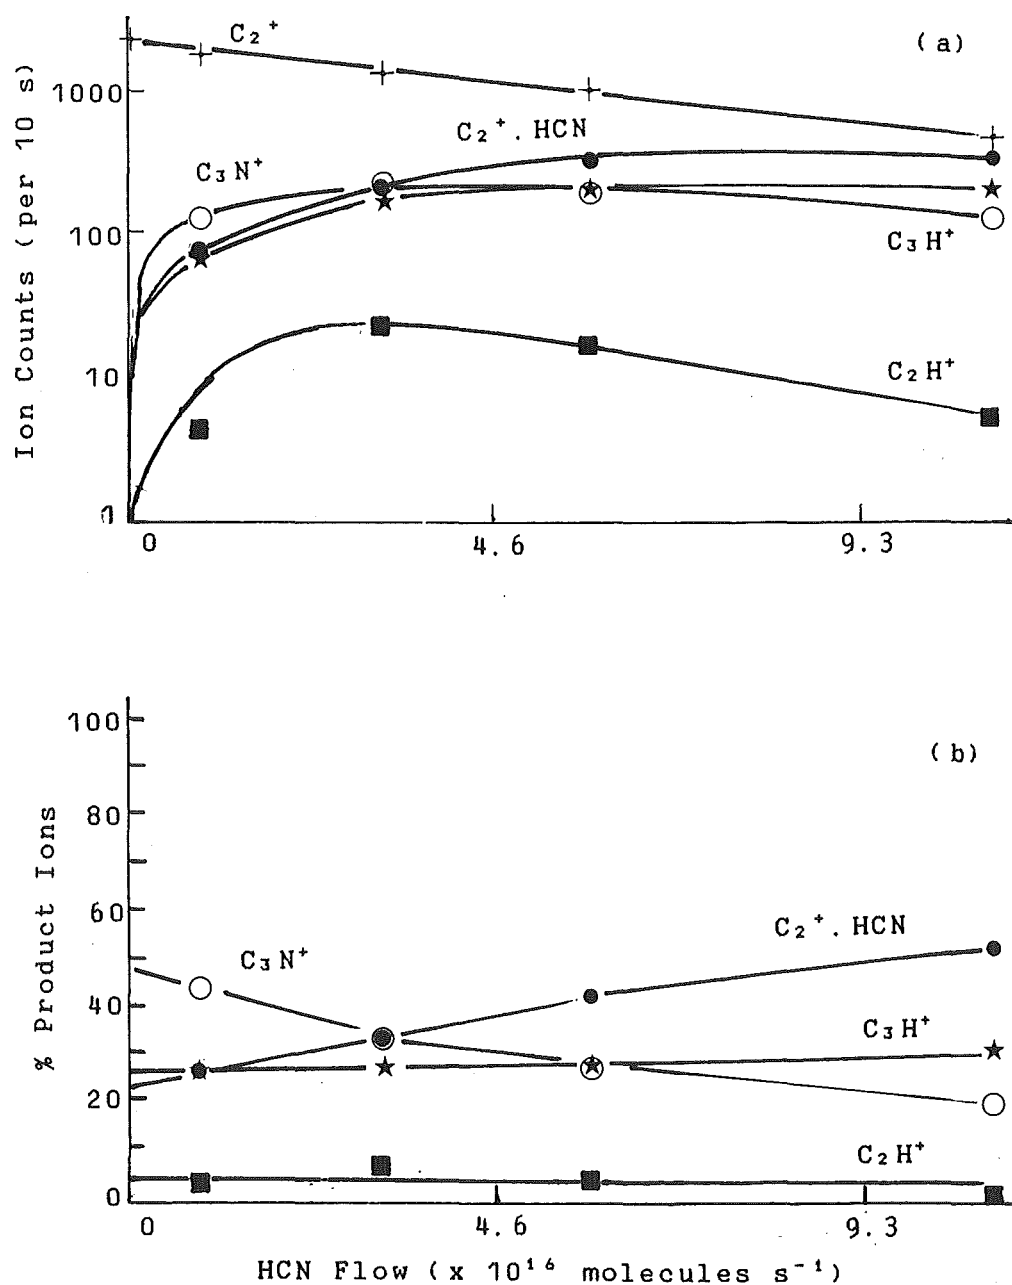 C₂⁺
(a)
1000
C₂⁺.HCN
C₃N⁺
100
C₃H⁺
10
C₂H⁺
1
Ion Counts (per 10 s)
0 4.6 9.3
100
(b)
80
60
C₂⁺.HCN
C₃N⁺
40
C₃H⁺
20
C₂H⁺
0
% Product Ions
0 4.6 9.3
HCN Flow (x 10¹⁶ molecules s⁻¹)